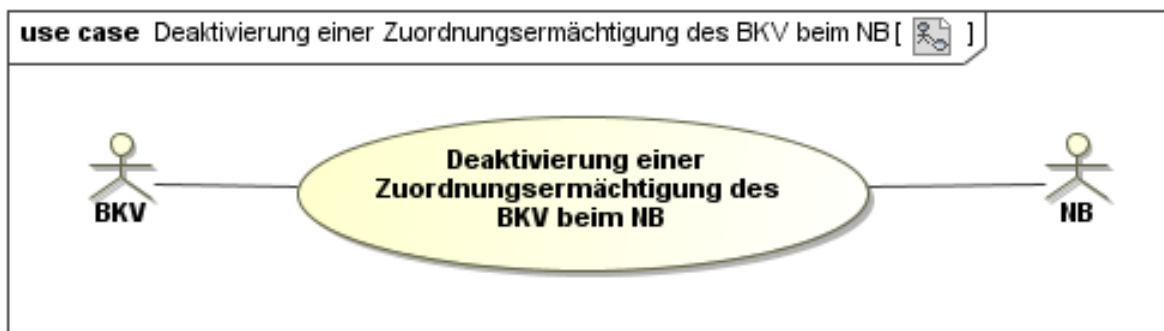 use case Deaktivierung einer Zuordnungsermächtigung des BKV beim NB [ ]
Deaktivierung einer
Zuordnungsermächtigung des
BKV beim NB
BKV
NB